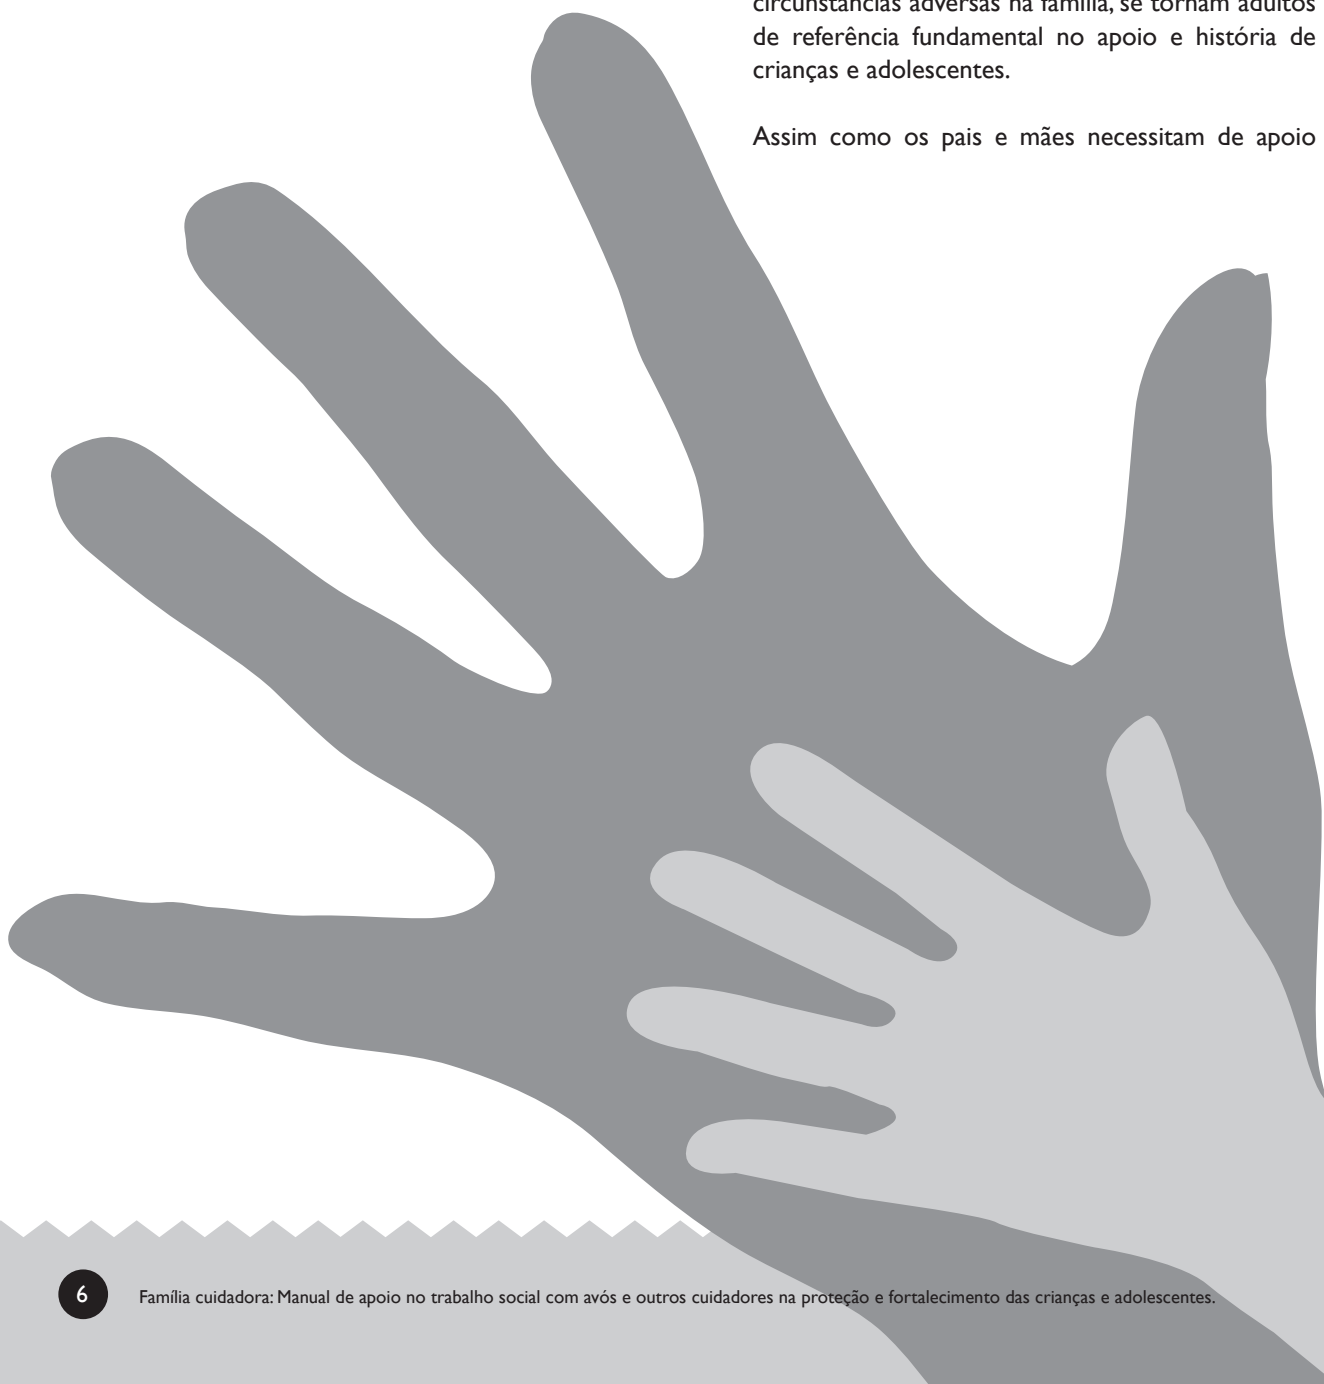 circunstâncias adversas na família, se tornam adultos
de referência fundamental no apoio e história de
crianças e adolescentes.
Assim como os pais e mães necessitam de apoio
6
Família cuidadora: Manual de apoio no trabalho social com avós e outros cuidadores na proteção e fortalecimento das crianças e adolescentes.